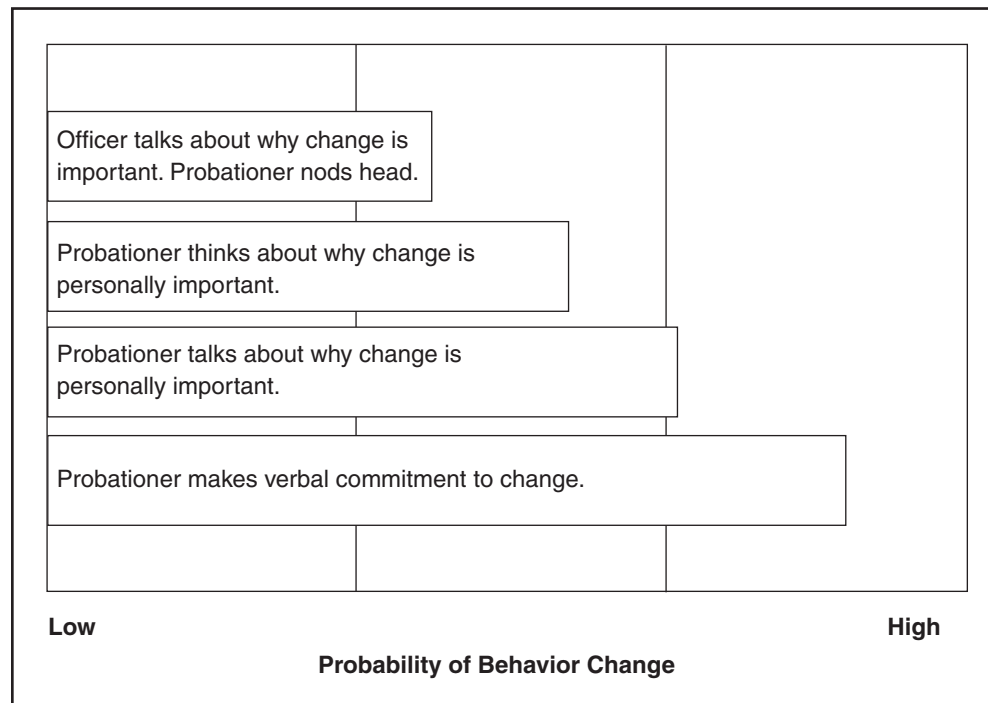 Officer talks about why change is
important. Probationer nods head.
Probationer thinks about why change is
personally important.
Probationer talks about why change is
personally important.
Probationer makes verbal commitment to change.
Low
High
Probability of Behavior Change